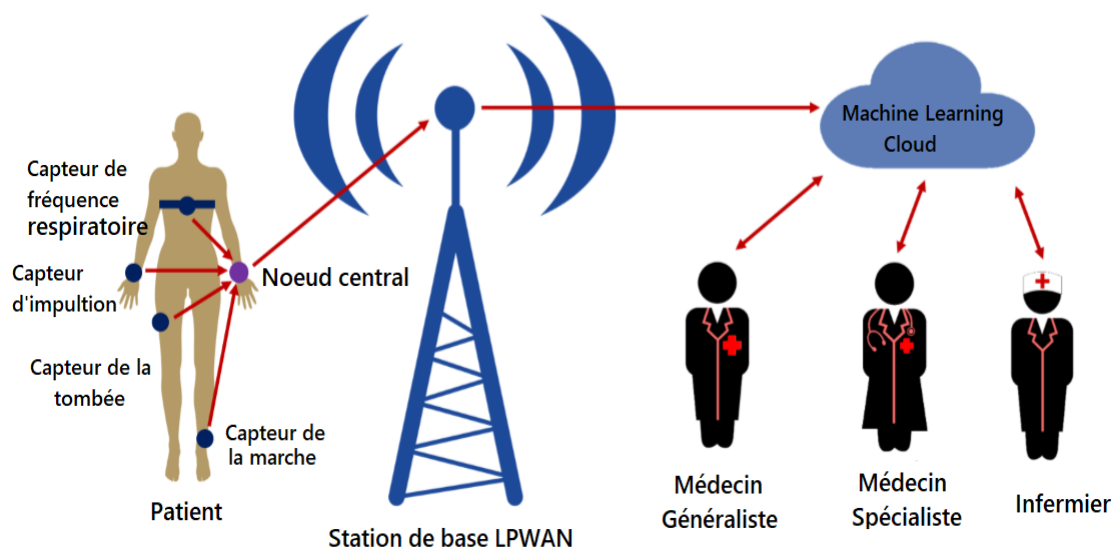 Capteur de
fréquence
respiratoire
Capteur
d'impultion
Noeud central
Capteur de la
tombée
Capteur de
la marche
Patient
Station de base LPWAN
Machine Learning
Cloud
Médecin
Généraliste
Médecin
Spécialiste
Infermier